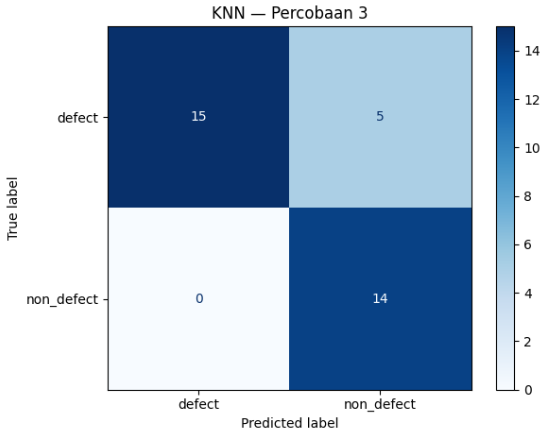 KNN — Percobaan 3
True label
defect
non_defect
15
5
0
14
defect
non_defect
Predicted label
14
12
10
8
6
4
2
0